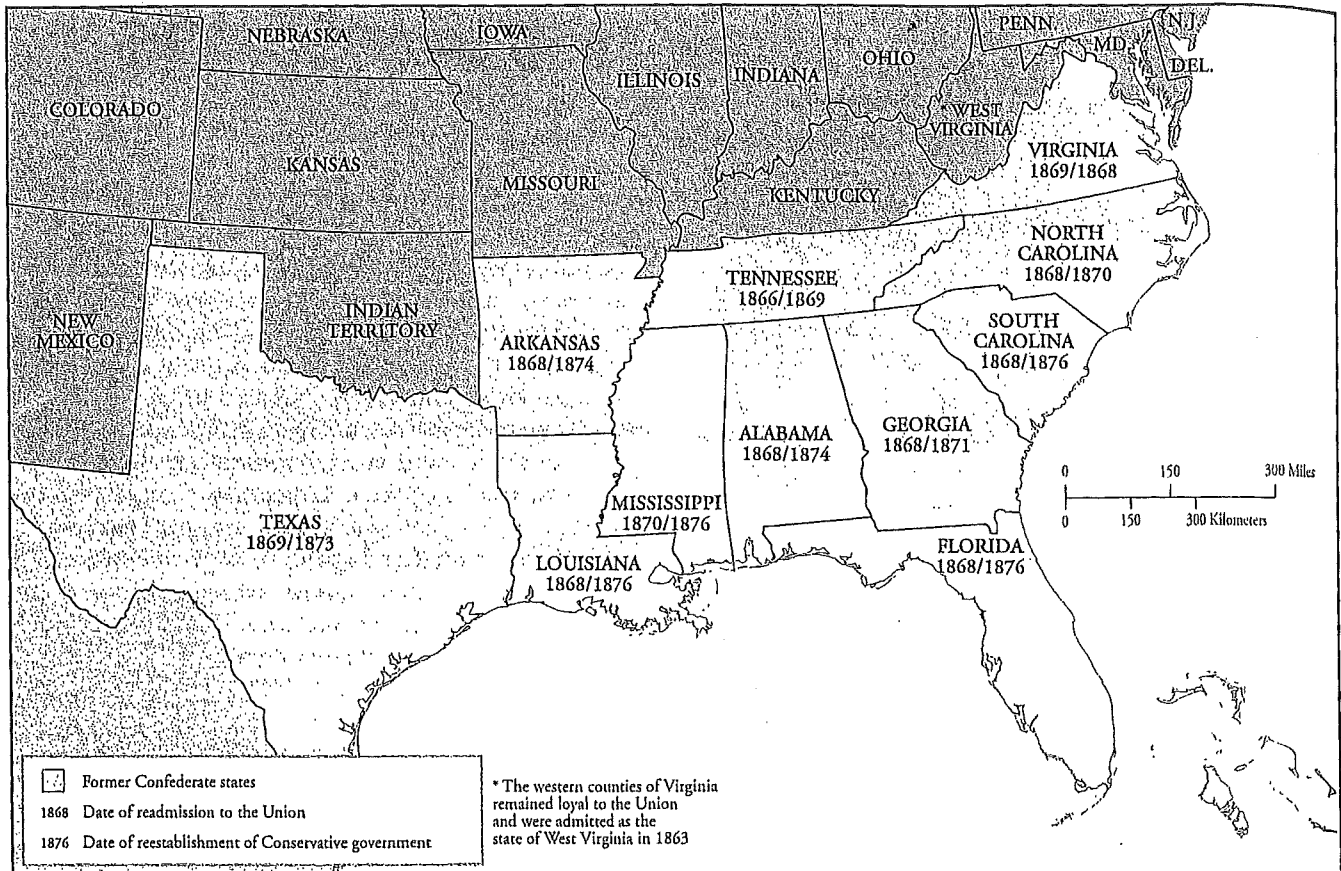 NEBRASKA
IOWA
ILLINOIS
INDIANA
OHIO
PENN
N.J.
MD.
DEL.
COLORADO
KANSAS
MISSOURI
KENTUCKY
* WEST
VIRGINIA
VIRGINIA
1869/1868
NEW
MEXICO
INDIAN
TERRITORY
ARKANSAS
1868/1874
TENNESSEE
1866/1869
NORTH
CAROLINA
1868/1870
SOUTH
CAROLINA
1868/1876
TEXAS
1869/1873
LOUISIANA
1868/1876
MISSISSIPPI
1870/1876
ALABAMA
1868/1874
GEORGIA
1868/1871
FLORIDA
1868/1876
0 150 300 Miles
0 150 300 Kilometers
Former Confederate states
1868 Date of readmission to the Union
1876 Date of reestablishment of Conservative government
* The western counties of Virginia
remained loyal to the Union
and were admitted as the
state of West Virginia in 1863